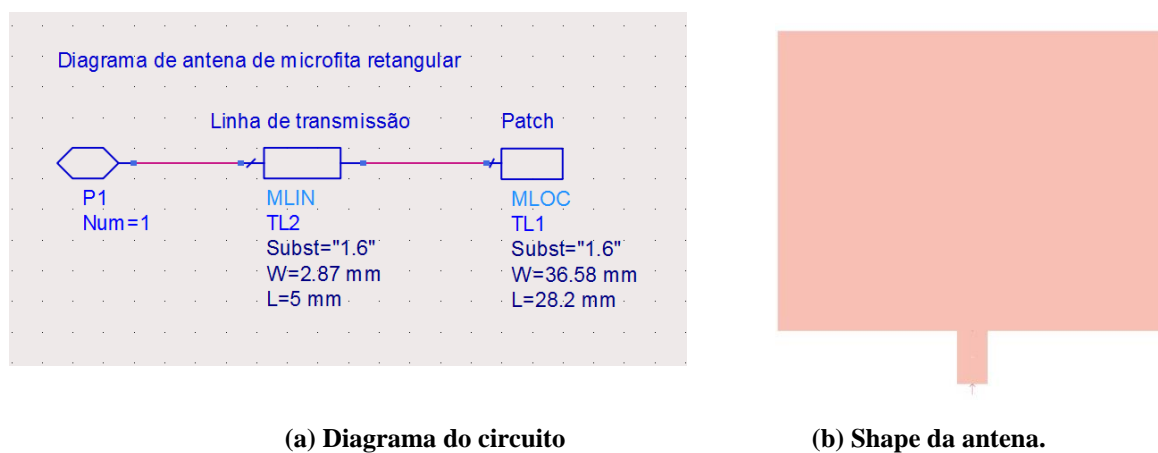 Diagrama de antena de microfita retangular
Linha de transmissão
Patch
P1
Num=1
MLIN
TL2
Subst="1.6"
W=2.87 mm
L=5 mm
MLOC
TL1
Subst="1.6"
W=36.58 mm
L=28.2 mm
(a) Diagrama do circuito
(b) Shape da antena.